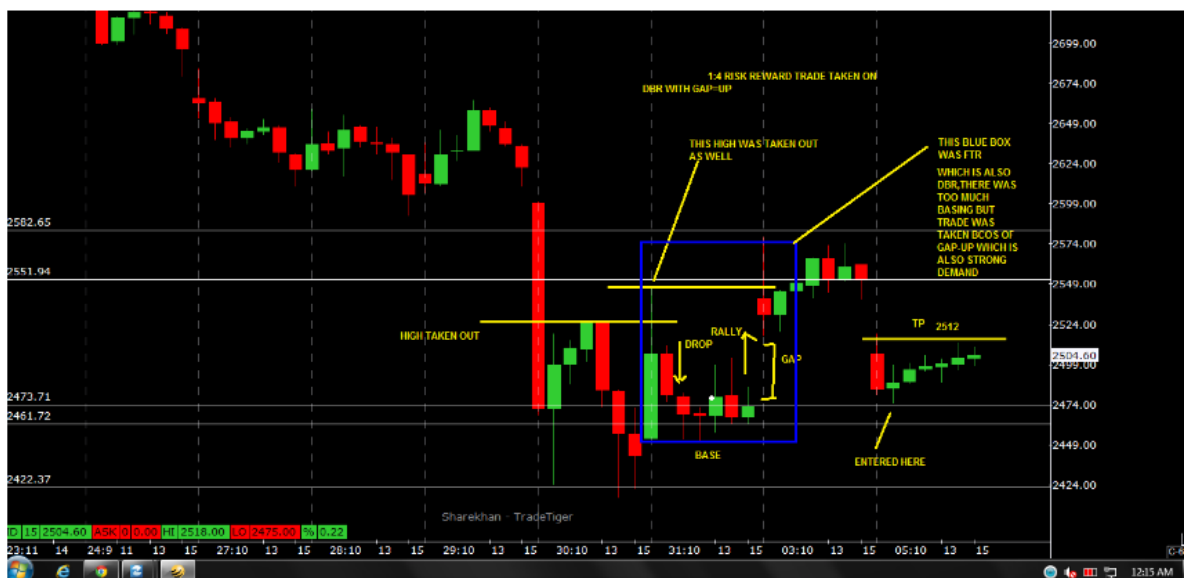 1:4 RISK REWARD TRADE TAKEN ON
DBR WITH GAP=UP
THIS HIGH WAS TAKEN OUT
AS WELL
THIS BLUE BOX
WAS FTR
WHICH IS ALSO
DBR,THERE WAS
TOO MUCH
BASING BUT
TRADE WAS
TAKEN BCOS OF
GAP-UP WHCH IS
ALSO STRONG
DEMAND
2699.00
2674.00
2649.00
2624.00
2599.00
2574.00
2549.00
2524.00
2504.60
2499.00
2474.00
2449.00
2424.00
2582.65
2551.94
2473.71
2461.72
2422.37
HIGH TAKEN OUT
DROP
RALLY
GAP
BASE
TP 2512
ENTERED HERE
Sharekhan - TradeTiger
15 2504.60 ASK 0 0.00 HI 2518.00 LO 2475.00 % 0.22
23:11 14 24:9 11 13 15 27:10 13 15 28:10 13 15 29:10 13 15 30:10 13 15 31:10 13 15 03:10 13 15 05:10 13 15
12:15 AM